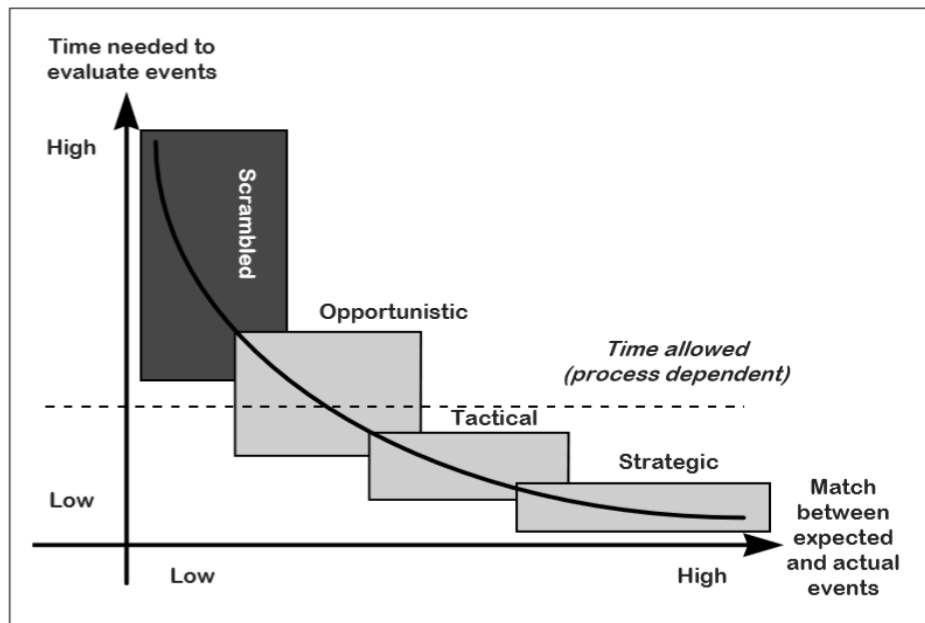 Time needed to
evaluate events
High
Scrambled
Opportunistic
Time allowed
(process dependent)
Tactical
Strategic
Low
Match
between
expected
and actual
events
Low
High